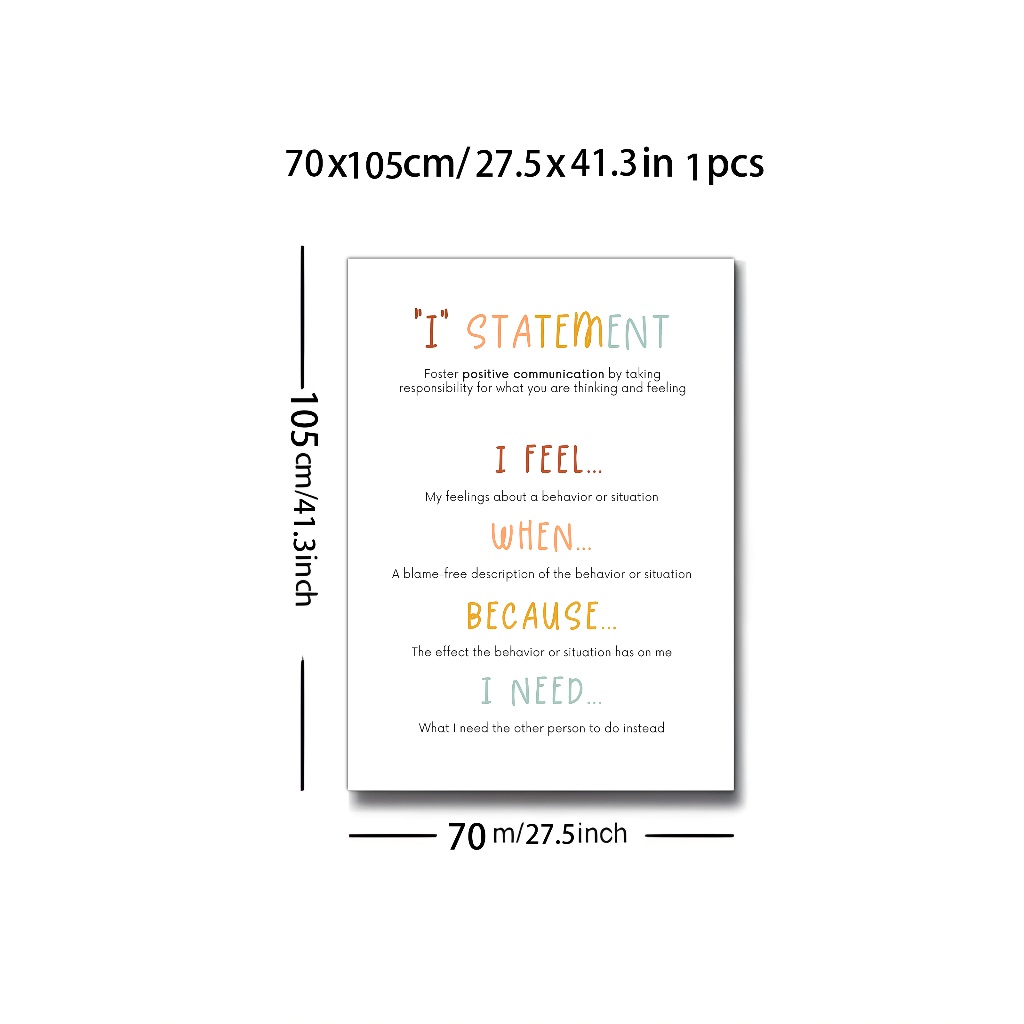 70x105cm/27.5x41.3in 1pcs
105cm/41.3inch
"I" STATEMENT
Foster positive communication by taking
responsibility for what you are thinking and feeling
I FEEL...
My feelings about a behavior or situation
WHEN...
A blame-free description of the behavior or situation
BECAUSE...
The effect the behavior or situation has on me
I NEED...
What I need the other person to do instead
70 m/27.5inch